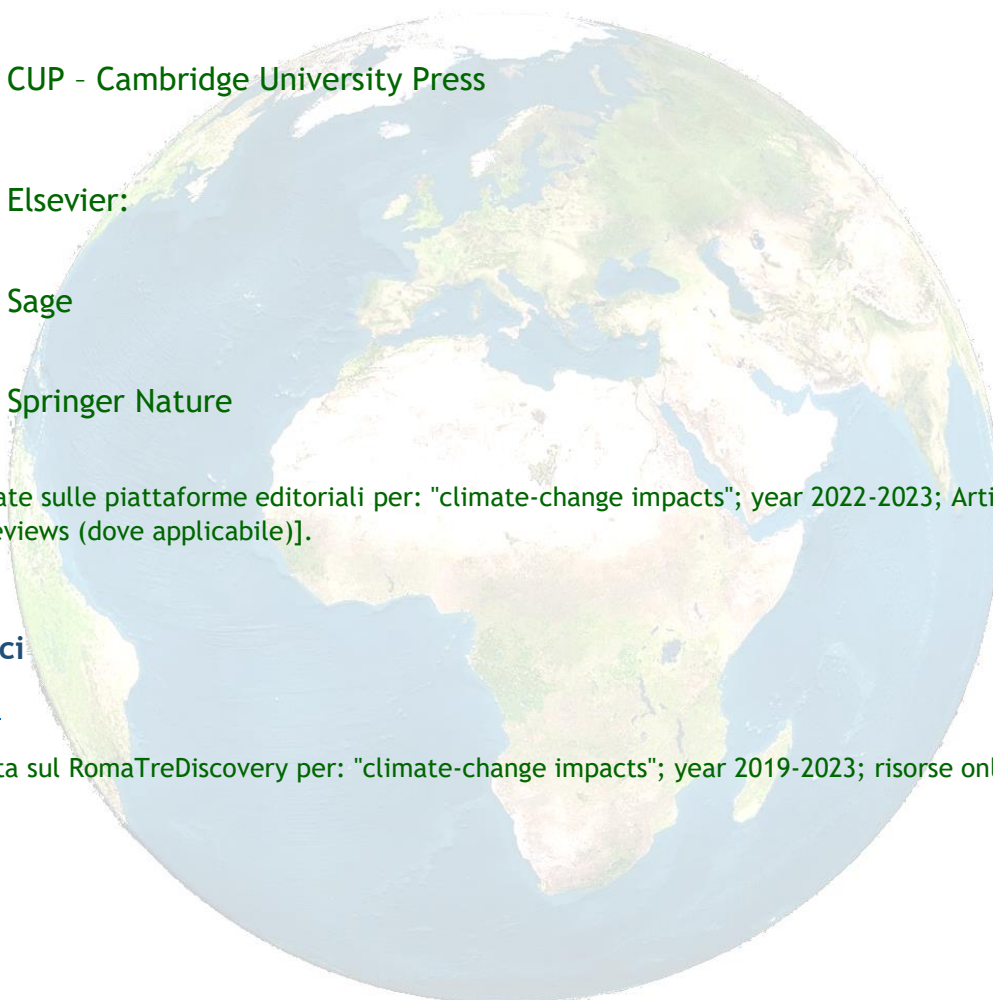 CUP – Cambridge University Press
Elsevier:
Sage
Springer Nature
ate sulle piattaforme editoriali per: "climate-change impacts"; year 2022-2023; Arti
eviews (dove applicabile)].
ci
ta sul RomaTreDiscovery per: "climate-change impacts"; year 2019-2023; risorse onl